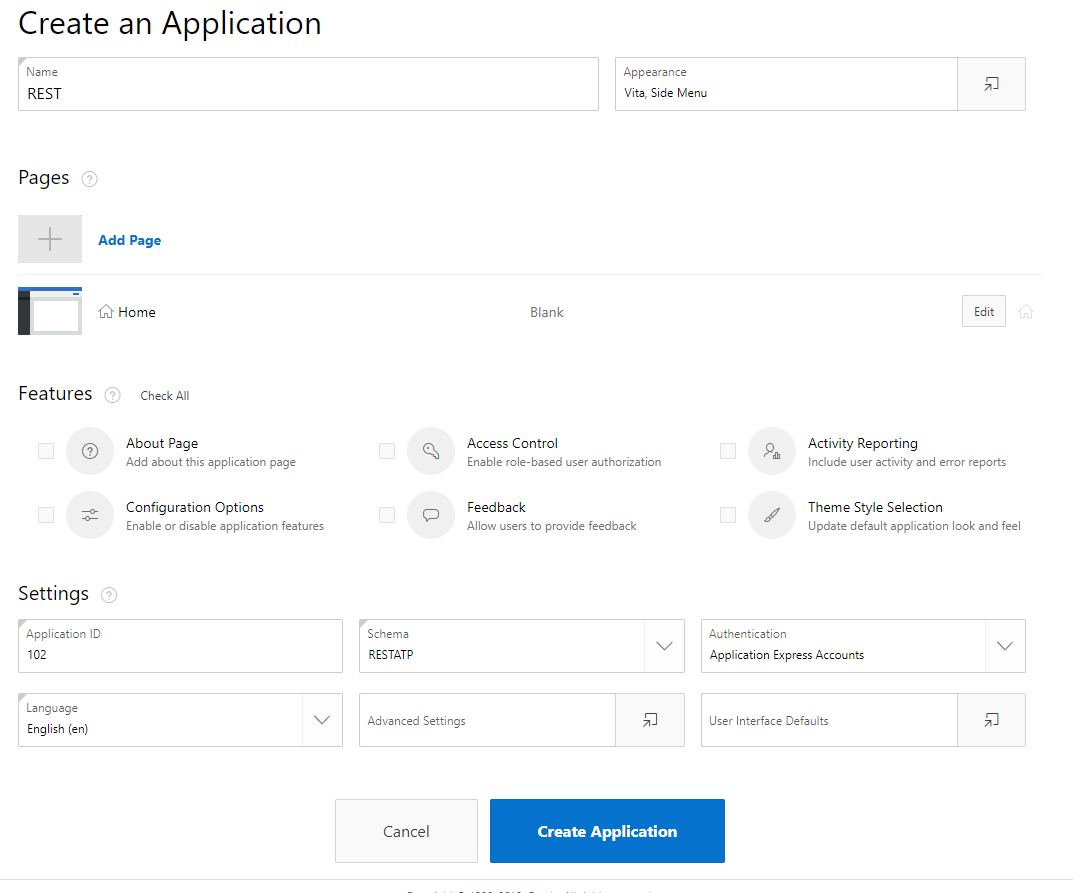 Create an Application
Name
REST
Appearance
Vita, Side Menu
Pages ?
Add Page
Home Blank Edit
Features ? Check All
About Page
Add about this application page
Access Control
Enable role-based user authorization
Activity Reporting
Include user activity and error reports
Configuration Options
Enable or disable application features
Feedback
Allow users to provide feedback
Theme Style Selection
Update default application look and feel
Settings ?
Application ID
102
Schema
RESTATP
Authentication
Application Express Accounts
Language
English (en)
Advanced Settings
User Interface Defaults
Cancel Create Application